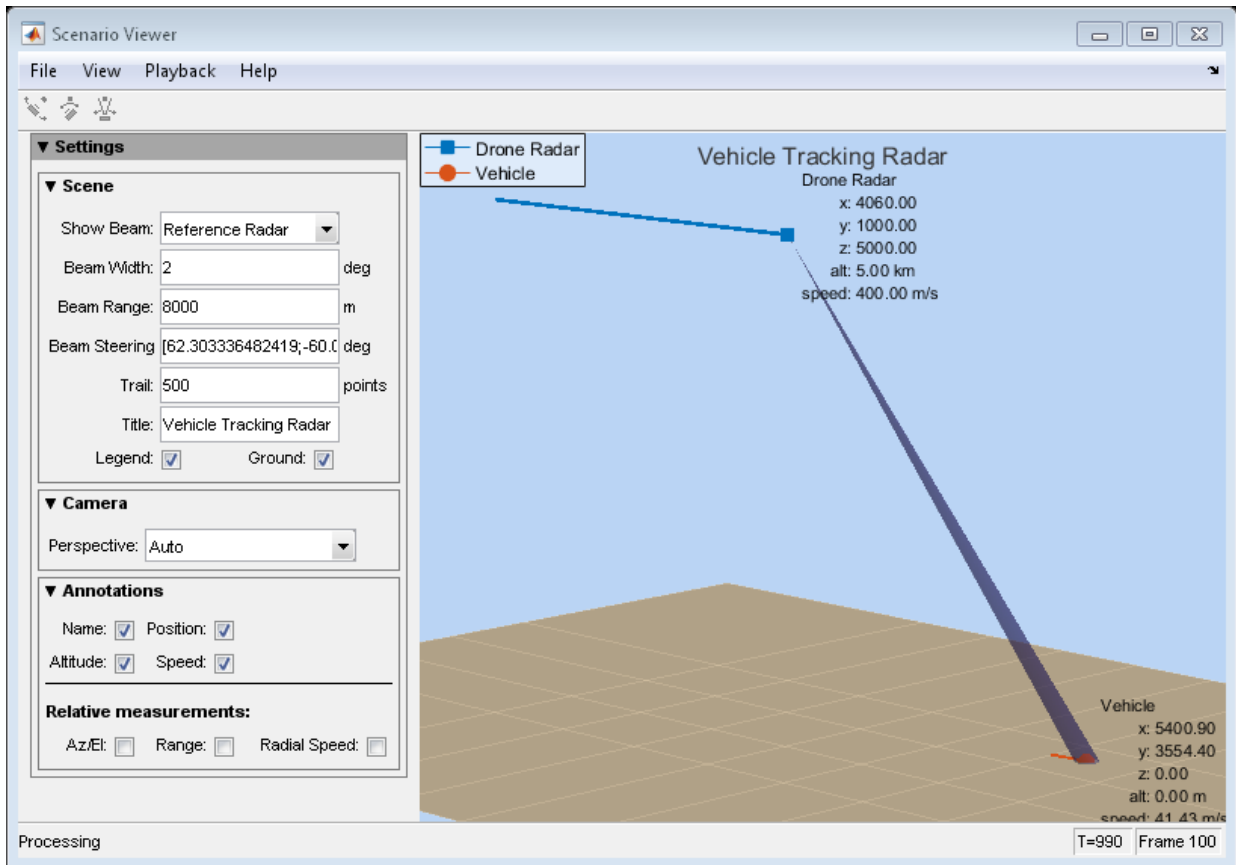 Scenario Viewer
File View Playback Help
▼ Settings
▼ Scene
Show Beam: Reference Radar
Beam Width: 2 deg
Beam Range: 8000 m
Beam Steering [62.303336482419;-60.0 deg
Trail: 500 points
Title: Vehicle Tracking Radar
Legend: Ground:
▼ Camera
Perspective: Auto
▼ Annotations
Name: Position:
Altitude: Speed:
Relative measurements:
Az/El: Range: Radial Speed:
Drone Radar
Vehicle
Vehicle Tracking Radar
Drone Radar
x: 4060.00
y: 1000.00
z: 5000.00
alt: 5.00 km
speed: 400.00 m/s
Vehicle
x: 5400.90
y: 3554.40
z: 0.00
alt: 0.00 m
speed: 41.43 m/s
Processing T=990 Frame 100